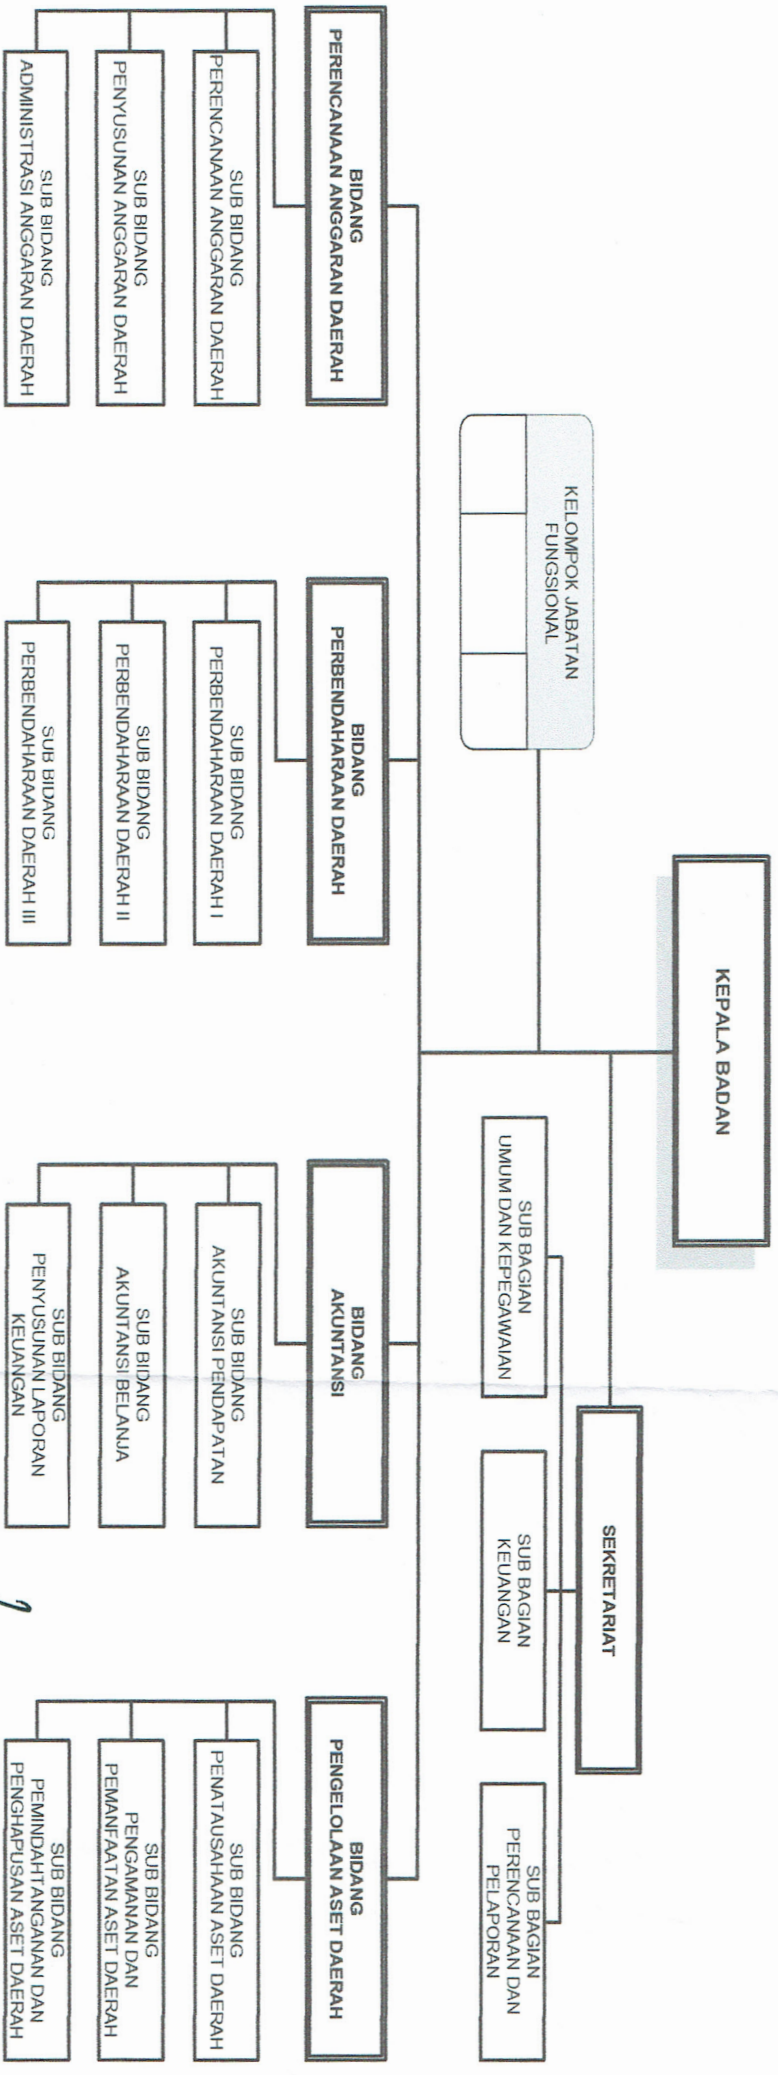 KEPALA BADAN
KELOMPOK JABATAN
FUNGSIONAL
SEKRETARIAT
SUB BAGIAN
UMUM DAN KEPEGAWAIAN
SUB BAGIAN
KEUANGAN
SUB BAGIAN
PERENCANAAN DAN
PELAPORAN
BIDANG
PERENCANAAN ANGGARAN DAERAH
SUB BIDANG
PERENCANAAN ANGGARAN DAERAH
SUB BIDANG
PENYUSUNAN ANGGARAN DAERAH
SUB BIDANG
ADMINISTRASI ANGGARAN DAERAH
BIDANG
PERBENDAHARAAN DAERAH
SUB BIDANG
PERBENDAHARAAN DAERAH I
SUB BIDANG
PERBENDAHARAAN DAERAH II
SUB BIDANG
PERBENDAHARAAN DAERAH III
BIDANG
AKUNTANSI
SUB BIDANG
AKUNTANSI PENDAPATAN
SUB BIDANG
AKUNTANSI BELANJA
SUB BIDANG
PENYUSUNAN LAPORAN
KEUANGAN
BIDANG
PENGELOLAAN ASET DAERAH
SUB BIDANG
PENATAUSAHAAN ASET DAERAH
SUB BIDANG
PENGAMANAN DAN
PEMANFAATAN ASET DAERAH
SUB BIDANG
PEMINDAHTANGANAN DAN
PENGHAPUSAN ASET DAERAH